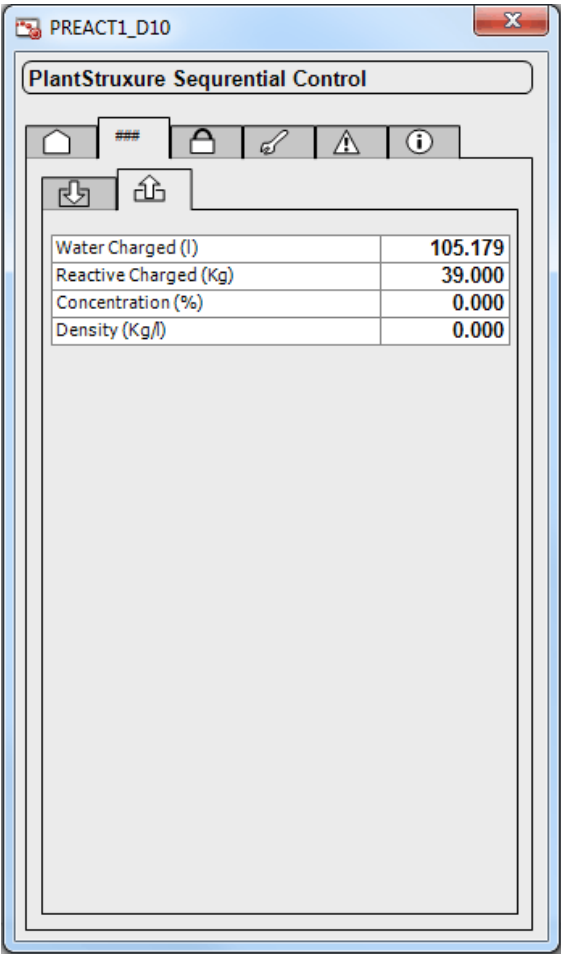 PREACT1_D10
PlantStruxure Sequrential Control
###
Water Charged (l) 105.179
Reactive Charged (Kg) 39.000
Concentration (%) 0.000
Density (Kg/l) 0.000